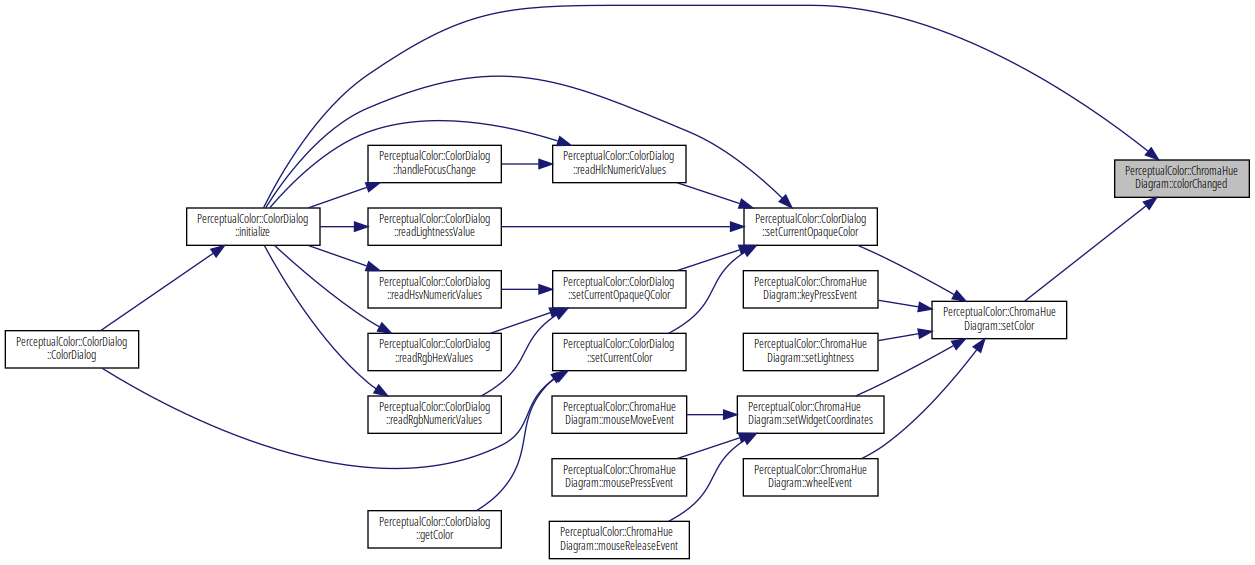 PerceptualColor::ColorDialog
::ColorDialog
PerceptualColor::ColorDialog
::initialize
PerceptualColor::ColorDialog
::handleFocusChange
PerceptualColor::ColorDialog
::readLightnessValue
PerceptualColor::ColorDialog
::readHsvNumericValues
PerceptualColor::ColorDialog
::readRgbHexValues
PerceptualColor::ColorDialog
::readRgbNumericValues
PerceptualColor::ColorDialog
::getColor
PerceptualColor::ColorDialog
::readHlcNumericValues
PerceptualColor::ColorDialog
::setCurrentOpaqueQColor
PerceptualColor::ColorDialog
::setCurrentColor
PerceptualColor::ChromaHue
Diagram::mouseMoveEvent
PerceptualColor::ChromaHue
Diagram::mousePressEvent
PerceptualColor::ChromaHue
Diagram::mouseReleaseEvent
PerceptualColor::ColorDialog
::setCurrentOpaqueColor
PerceptualColor::ChromaHue
Diagram::keyPressEvent
PerceptualColor::ChromaHue
Diagram::setLightness
PerceptualColor::ChromaHue
Diagram::setWidgetCoordinates
PerceptualColor::ChromaHue
Diagram::wheelEvent
PerceptualColor::ChromaHue
Diagram::setColor
PerceptualColor::ChromaHue
Diagram::colorChanged